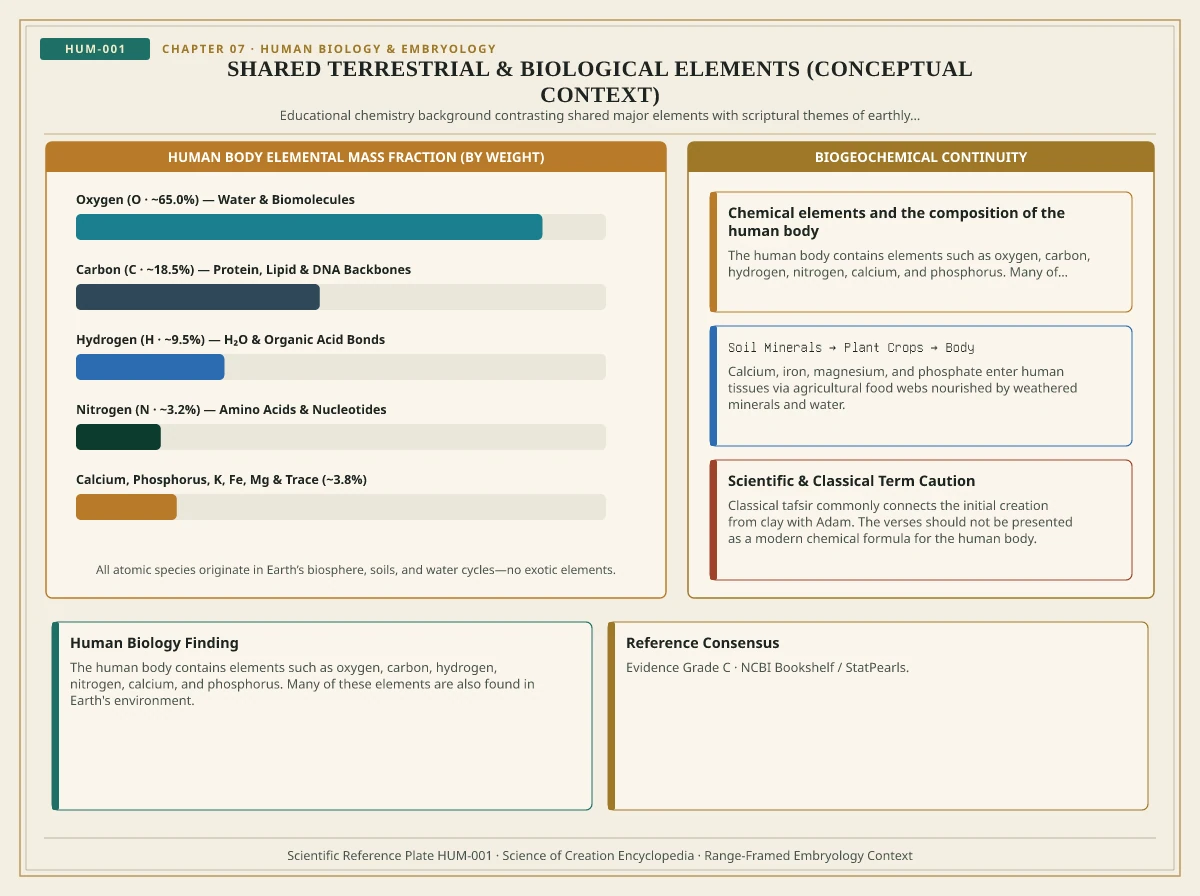 HUM-001
CHAPTER 07 · HUMAN BIOLOGY & EMBRYOLOGY
SHARED TERRESTRIAL & BIOLOGICAL ELEMENTS (CONCEPTUAL
CONTEXT)
Educational chemistry background contrasting shared major elements with scriptural themes of earthly…
HUMAN BODY ELEMENTAL MASS FRACTION (BY WEIGHT)
Oxygen (O · ~65.0%) — Water & Biomolecules
Carbon (C · ~18.5%) — Protein, Lipid & DNA Backbones
Hydrogen (H · ~9.5%) — H₂O & Organic Acid Bonds
Nitrogen (N · ~3.2%) — Amino Acids & Nucleotides
Calcium, Phosphorus, K, Fe, Mg & Trace (~3.8%)
All atomic species originate in Earth’s biosphere, soils, and water cycles—no exotic elements.
BIOGEOCHEMICAL CONTINUITY
Chemical elements and the composition of the
human body
The human body contains elements such as oxygen, carbon,
hydrogen, nitrogen, calcium, and phosphorus. Many of…
Soil Minerals → Plant Crops → Body
Calcium, iron, magnesium, and phosphate enter human
tissues via agricultural food webs nourished by weathered
minerals and water.
Scientific & Classical Term Caution
Classical tafsir commonly connects the initial creation
from clay with Adam. The verses should not be presented
as a modern chemical formula for the human body.
Human Biology Finding
The human body contains elements such as oxygen, carbon, hydrogen,
nitrogen, calcium, and phosphorus. Many of these elements are also found in
Earth's environment.
Reference Consensus
Evidence Grade C · NCBI Bookshelf / StatPearls.
Scientific Reference Plate HUM-001 · Science of Creation Encyclopedia · Range-Framed Embryology Context